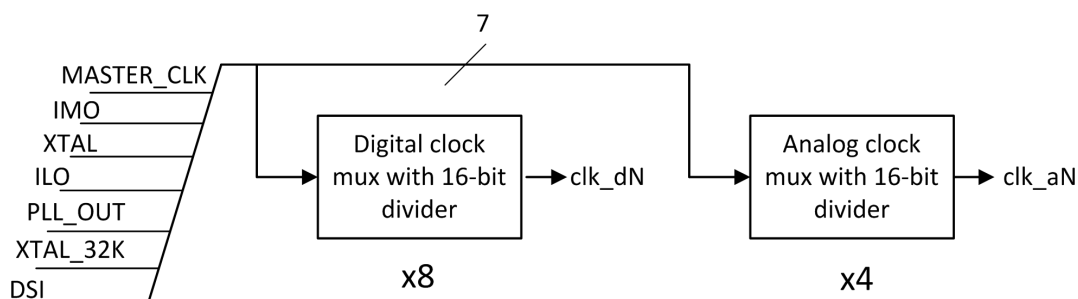 7
MASTER_CLK
IMO
XTAL
ILO
PLL_OUT
XTAL_32K
DSI
Digital clock
mux with 16-bit
divider
clk_dN
x8
Analog clock
mux with 16-bit
divider
clk_aN
x4